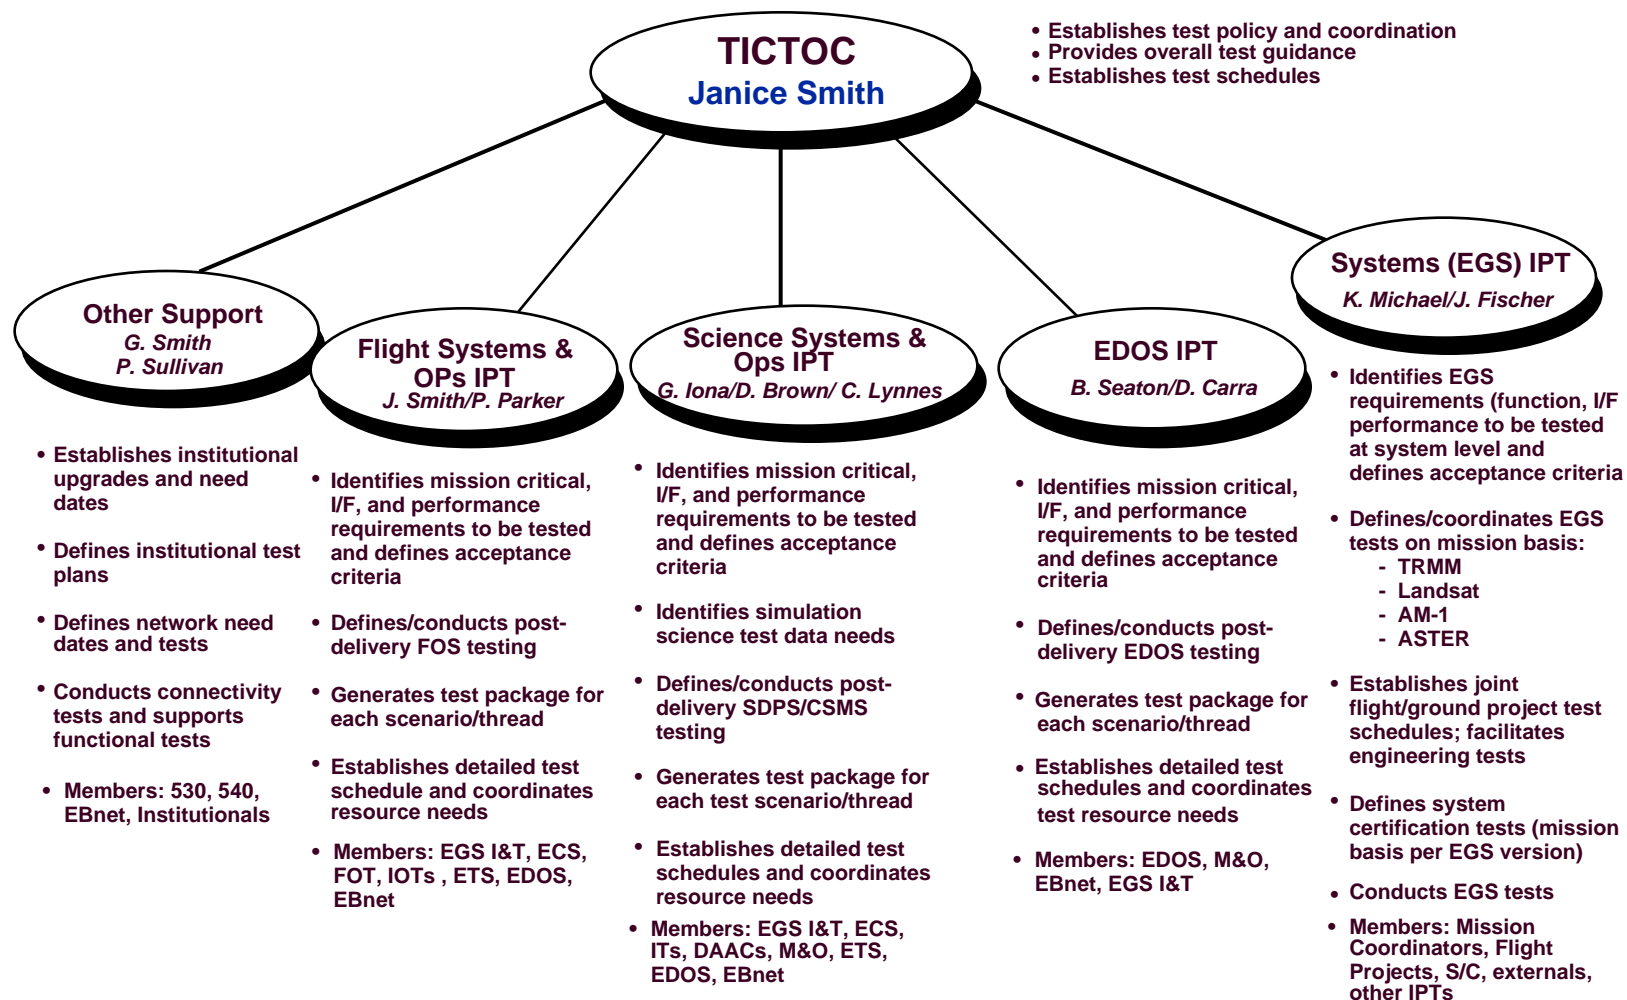 TICTOC
Janice Smith
• Establishes test policy and coordination
• Provides overall test guidance
• Establishes test schedules
Other Support
G. Smith
P. Sullivan
• Establishes institutional
upgrades and need
dates
• Defines institutional test
plans
• Defines network need
dates and tests
• Conducts connectivity
tests and supports
functional tests
• Members: 530, 540,
EBnet, Institutionals
Flight Systems &
OPs IPT
J. Smith/P. Parker
• Identifies mission critical,
I/F, and performance
requirements to be tested
and defines acceptance
criteria
• Defines/conducts post-
delivery FOS testing
• Generates test package for
each scenario/thread
• Establishes detailed test
schedule and coordinates
resource needs
• Members: EGS I&T, ECS,
FOT, IOTs , ETS, EDOS,
EBnet
Science Systems &
Ops IPT
G. Iona/D. Brown/ C. Lynnes
• Identifies mission critical,
I/F, and performance
requirements to be tested
and defines acceptance
criteria
• Identifies simulation
science test data needs
• Defines/conducts post-
delivery SDPS/CSMS
testing
• Generates test package for
each test scenario/thread
• Establishes detailed test
schedules and coordinates
resource needs
• Members: EGS I&T, ECS,
ITs, DAACs, M&O, ETS,
EDOS, EBnet
EDOS IPT
B. Seaton/D. Carra
• Identifies mission critical,
I/F, and performance
requirements to be tested
and defines acceptance
criteria
• Defines/conducts post-
delivery EDOS testing
• Generates test package for
each scenario/thread
• Establishes detailed test
schedules and coordinates
test resource needs
• Members: EDOS, M&O,
EBnet, EGS I&T
Systems (EGS) IPT
K. Michael/J. Fischer
• Identifies EGS
requirements (function, I/F
performance to be tested
at system level and
defines acceptance criteria
• Defines/coordinates EGS
tests on mission basis:
- TRMM
- Landsat
- AM-1
- ASTER
• Establishes joint
flight/ground project test
schedules; facilitates
engineering tests
• Defines system
certification tests (mission
basis per EGS version)
• Conducts EGS tests
• Members: Mission
Coordinators, Flight
Projects, S/C, externals,
other IPTs